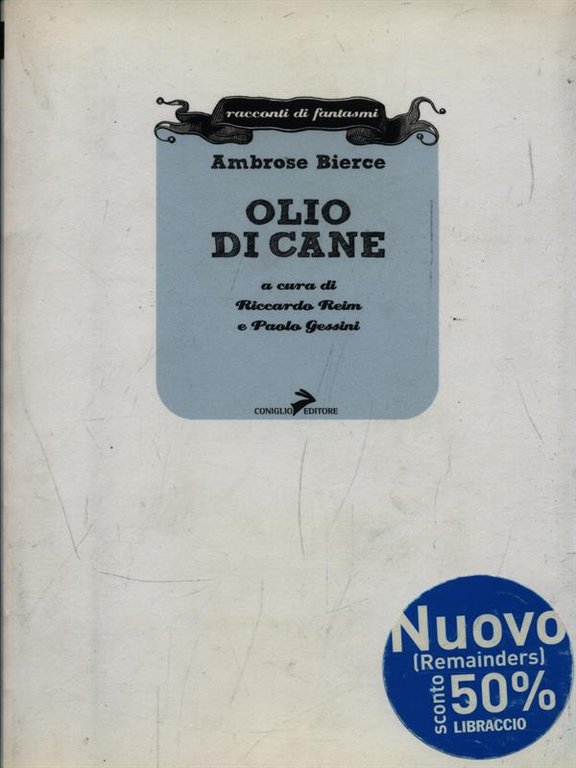 racconti di fantasmi
Ambrose Bierce
OLIO
DI CANE
a cura di
Riccardo Reim
e Paolo Gessini
CONIGLIO EDITORE
Nuovo
(Remainders)
sconto
50%
LIBRACCIO